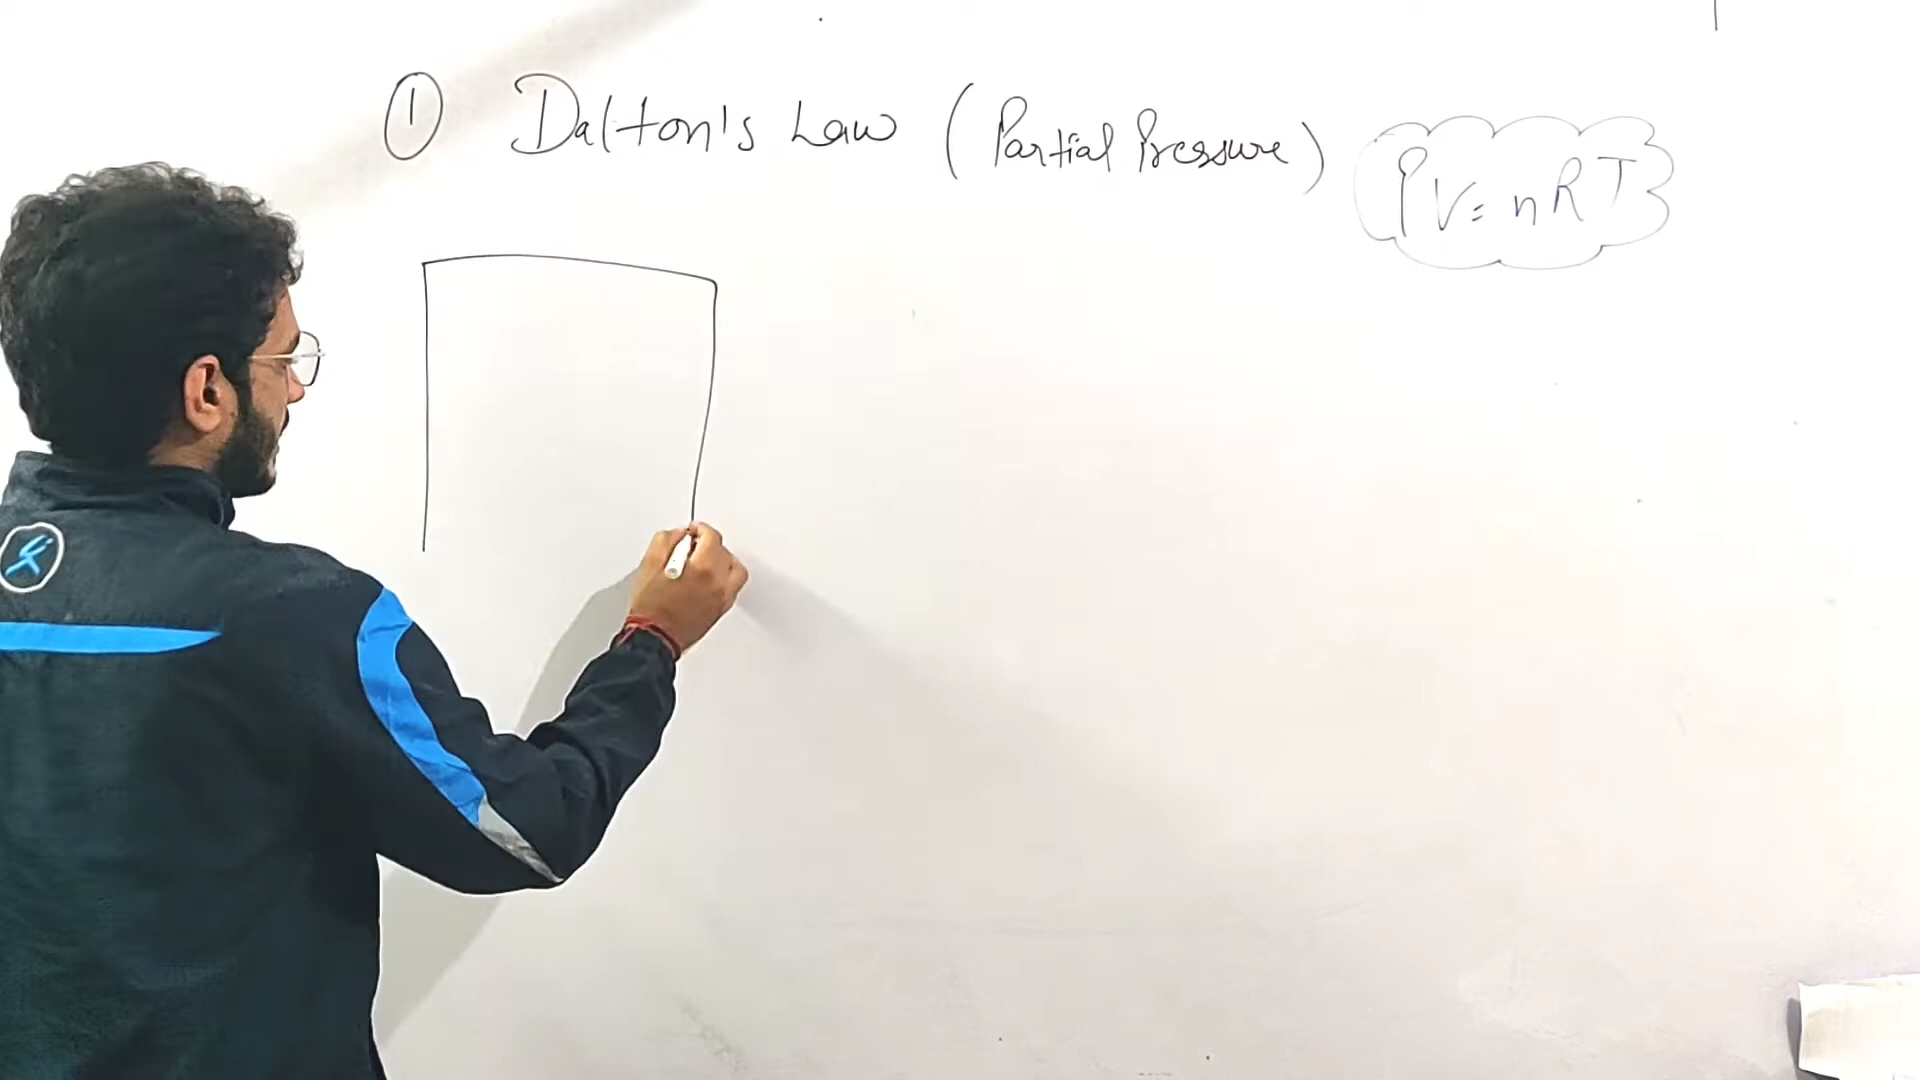 ① Dalton's Law (Partial Pressure)
PV = nRT